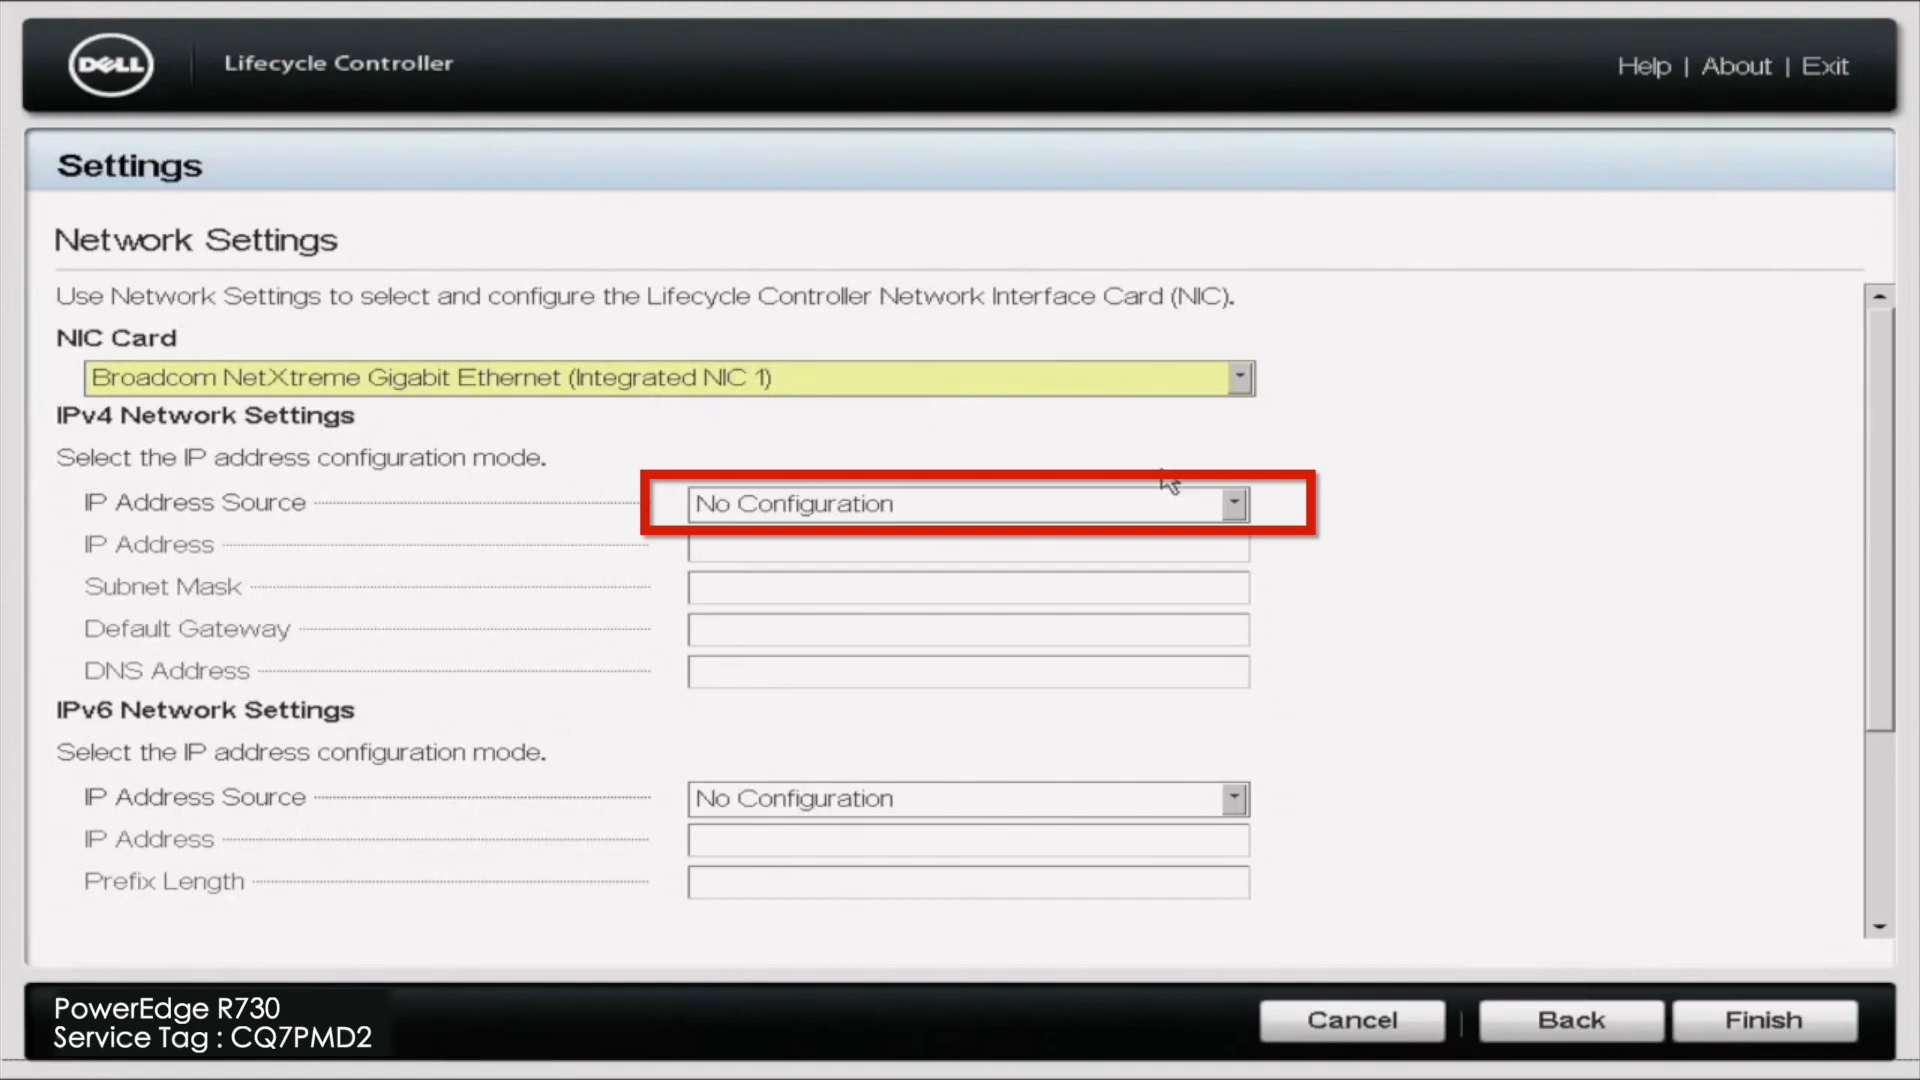 DELL
Lifecycle Controller
Help | About | Exit
Settings
Network Settings
Use Network Settings to select and configure the Lifecycle Controller Network Interface Card (NIC).
NIC Card
Broadcom NetXtreme Gigabit Ethernet (Integrated NIC 1)
IPv4 Network Settings
Select the IP address configuration mode.
IP Address Source No Configuration
IP Address
Subnet Mask
Default Gateway
DNS Address
IPv6 Network Settings
Select the IP address configuration mode.
IP Address Source No Configuration
IP Address
Prefix Length
PowerEdge R730
Service Tag : CQ7PMD2
Cancel | Back Finish